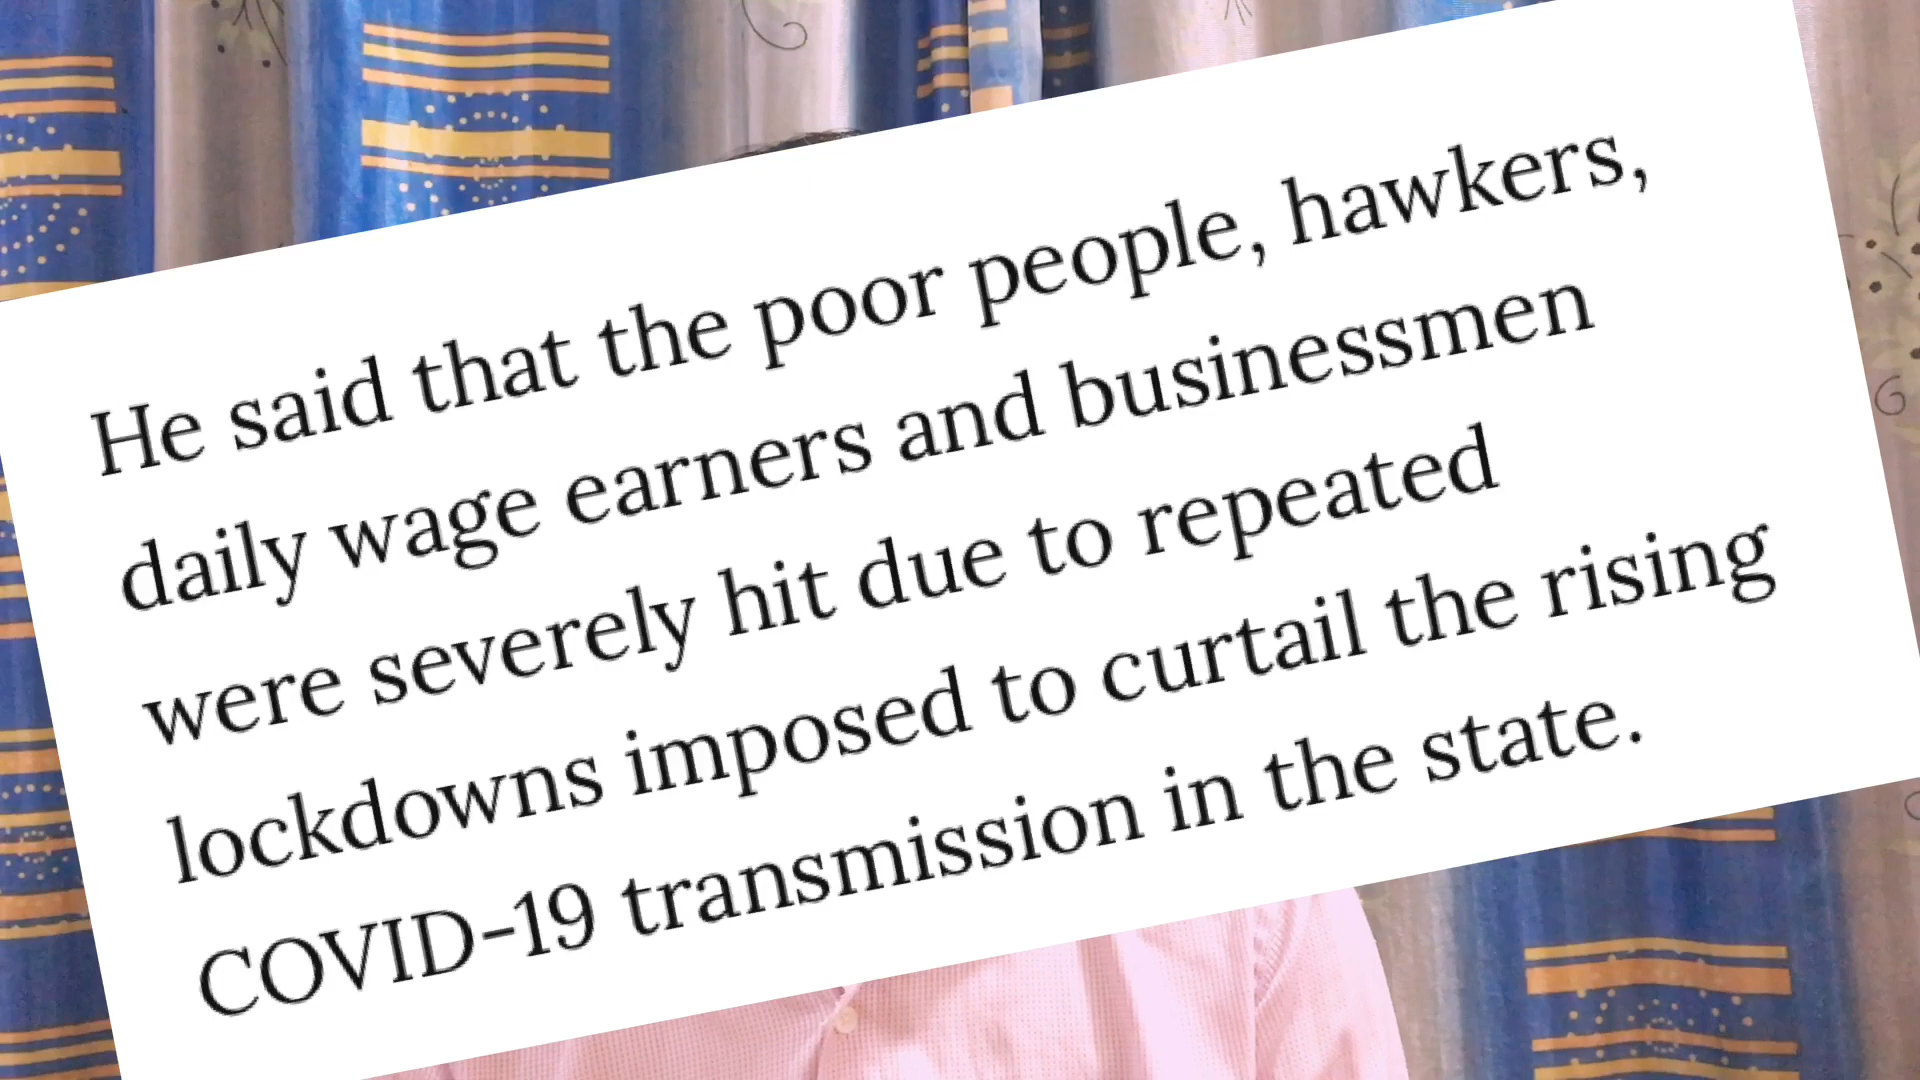 He said that the poor people, hawkers,
daily wage earners and businessmen
were severely hit due to repeated
lockdowns imposed to curtail the rising
COVID-19 transmission in the state.